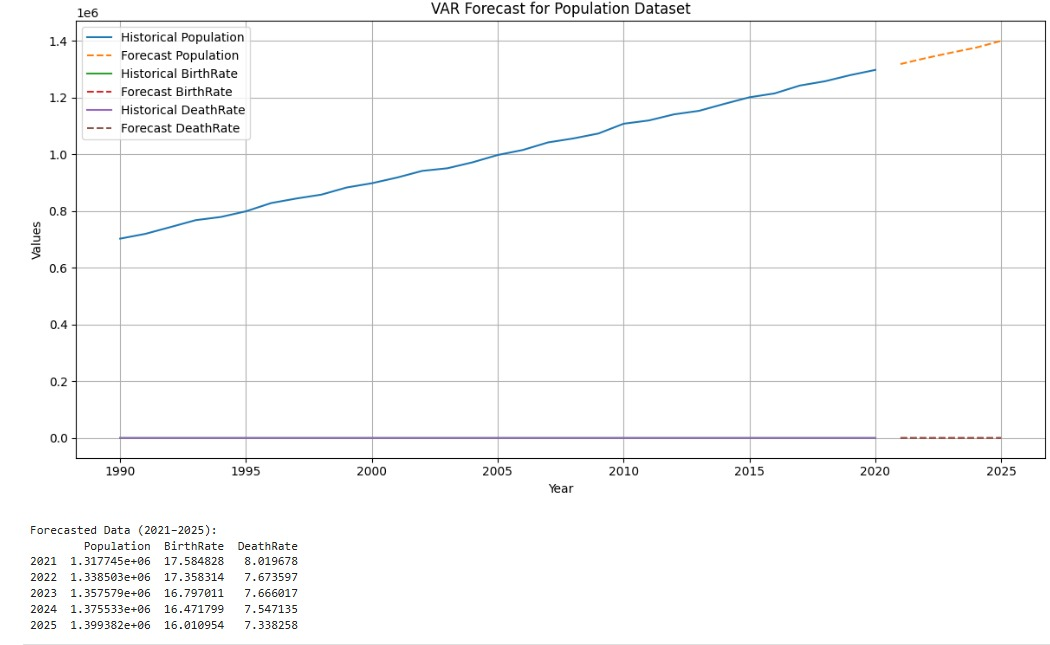 VAR Forecast for Population Dataset
1e6
Historical Population
Forecast Population
Historical BirthRate
Forecast BirthRate
Historical DeathRate
Forecast DeathRate
1.4
1.2
1.0
0.8
0.6
0.4
0.2
0.0
Values
1990 1995 2000 2005 2010 2015 2020 2025
Year
Forecasted Data (2021-2025):
Population BirthRate DeathRate
2021 1.317745e+06 17.584828 8.019678
2022 1.338503e+06 17.358314 7.673597
2023 1.357579e+06 16.797011 7.666017
2024 1.375533e+06 16.471799 7.547135
2025 1.399382e+06 16.010954 7.338258